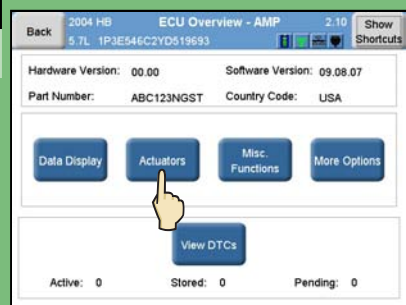 Back
2004 HB ECU Overview - AMP 2.10
5.7L 1P3E546C2YD519693
Show
Shortcuts
Hardware Version: 00.00 Software Version: 09.08.07
Part Number: ABC123NGST Country Code: USA
Data Display
Actuators
Misc.
Functions
More Options
View DTCs
Active: 0 Stored: 0 Pending: 0